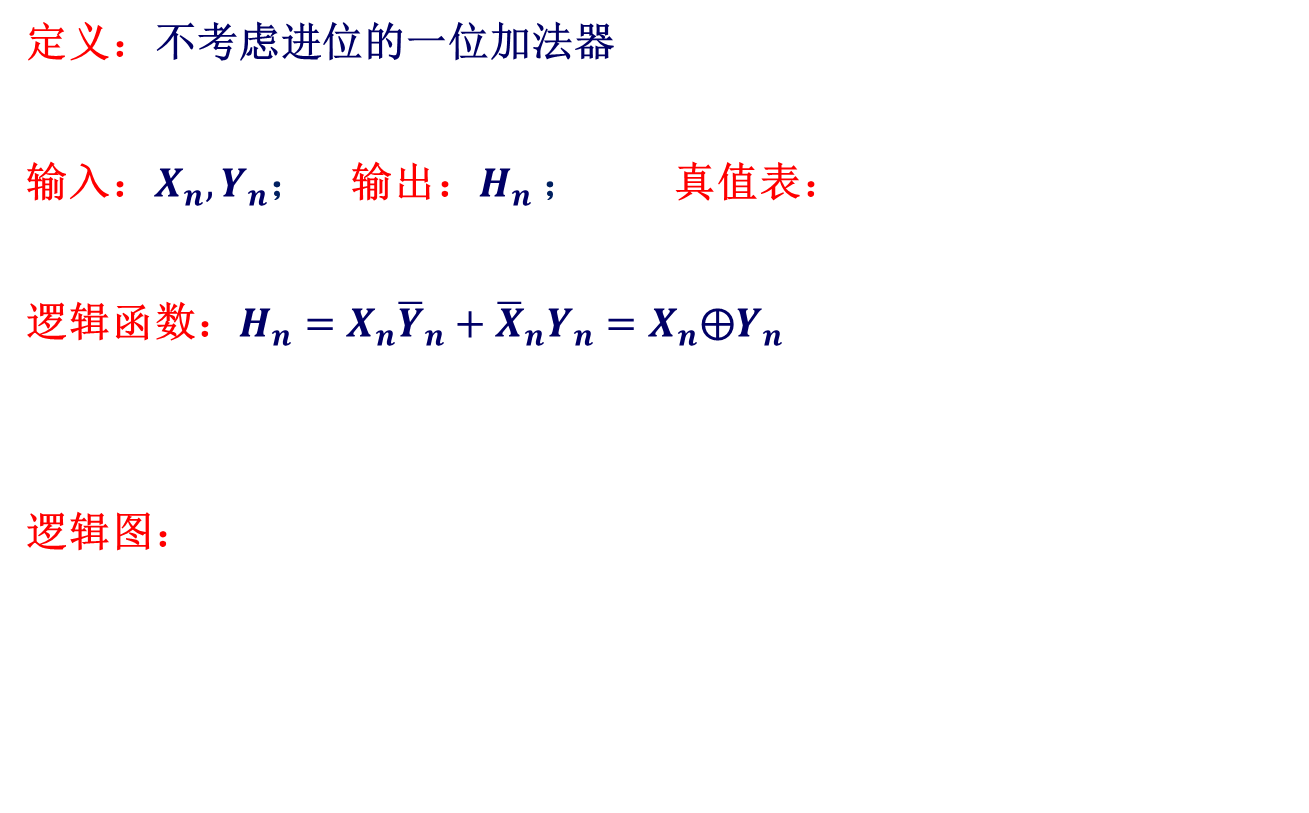 定义：不考虑进位的一位加法器
输入：Xₙ, Yₙ； 输出：Hₙ； 真值表：
逻辑函数：Hₙ = XₙY̅ₙ + X̅ₙYₙ = Xₙ⊕Yₙ
逻辑图：